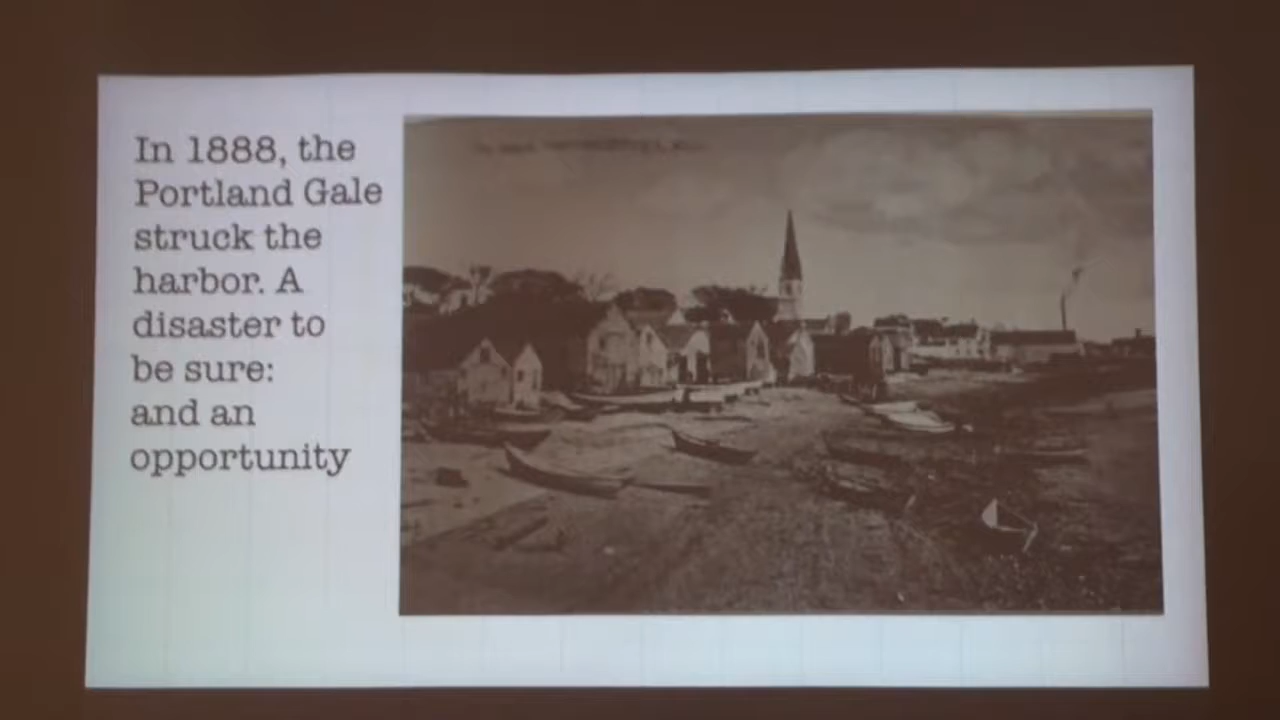 In 1888, the
Portland Gale
struck the
harbor. A
disaster to
be sure:
and an
opportunity